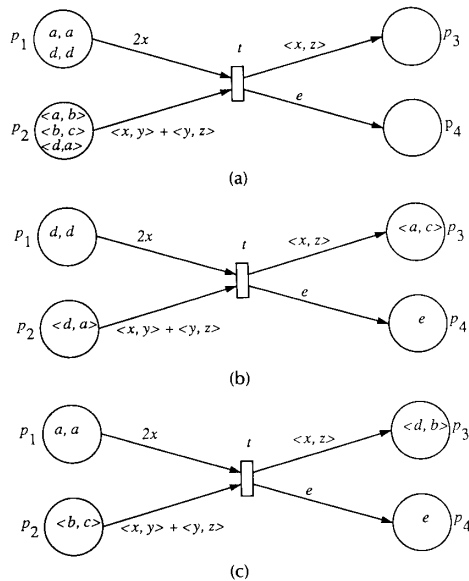 p1 a, a d, d 2x t <x, z> p3
p2 <a, b> <b, c> <d,a> <x, y> + <y, z> e p4
(a)
p1 d, d 2x t <x, z> <a, c> p3
p2 <d, a> <x, y> + <y, z> e e p4
(b)
p1 a, a 2x t <x, z> <d, b> p3
p2 <b, c> <x, y> + <y, z> e e p4
(c)